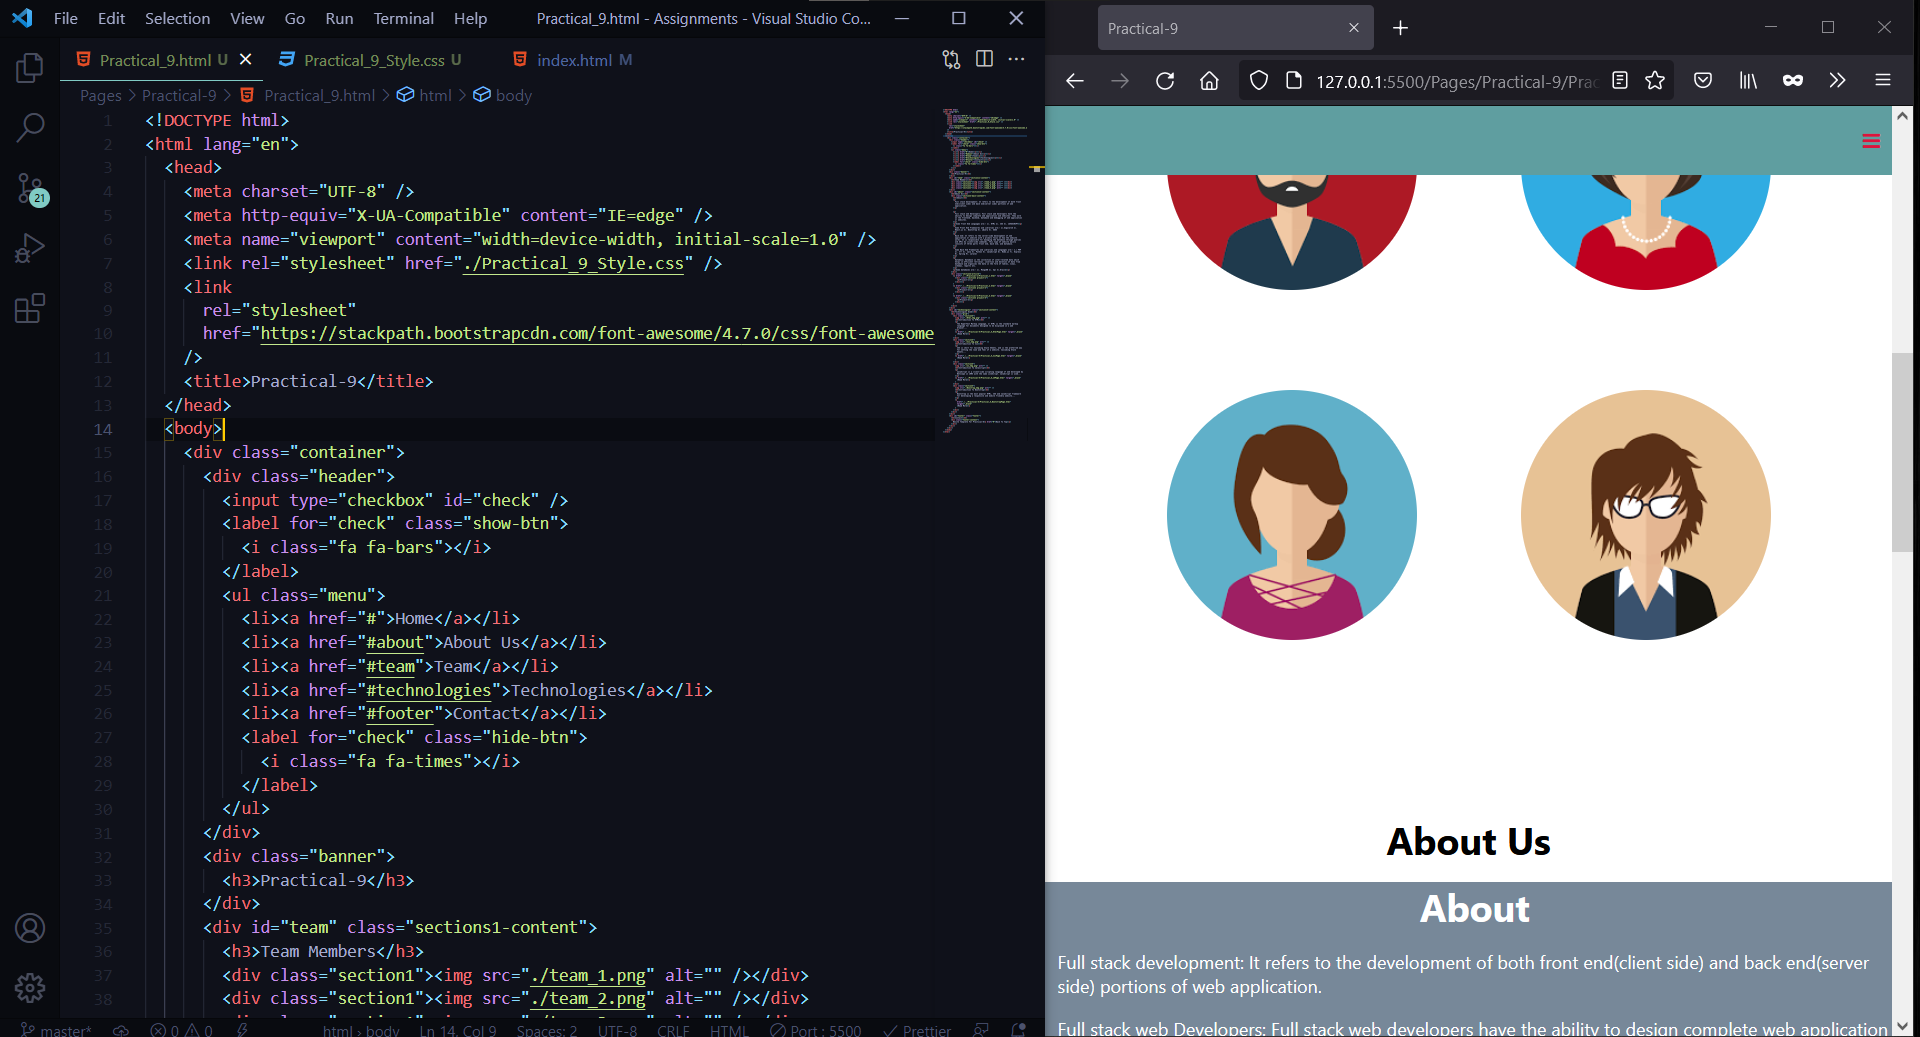 File Edit Selection View Go Run Terminal Help
Practical_9.html - Assignments - Visual Studio Co...
Practical_9.html U
Practical_9_Style.css U
index.html M
Pages > Practical-9 > Practical_9.html > html > body
21
1 <!DOCTYPE html>
2 <html lang="en">
3 <head>
4 <meta charset="UTF-8" />
5 <meta http-equiv="X-UA-Compatible" content="IE=edge" />
6 <meta name="viewport" content="width=device-width, initial-scale=1.0" />
7 <link rel="stylesheet" href="./Practical_9_Style.css" />
8 <link
9 rel="stylesheet"
10 href="https://stackpath.bootstrapcdn.com/font-awesome/4.7.0/css/font-awesome
11 />
12 <title>Practical-9</title>
13 </head>
14 <body>
15 <div class="container">
16 <div class="header">
17 <input type="checkbox" id="check" />
18 <label for="check" class="show-btn">
19 <i class="fa fa-bars"></i>
20 </label>
21 <ul class="menu">
22 <li><a href="#">Home</a></li>
23 <li><a href="#about">About Us</a></li>
24 <li><a href="#team">Team</a></li>
25 <li><a href="#technologies">Technologies</a></li>
26 <li><a href="#footer">Contact</a></li>
27 <label for="check" class="hide-btn">
28 <i class="fa fa-times"></i>
29 </label>
30 </ul>
31 </div>
32 <div class="banner">
33 <h3>Practical-9</h3>
34 </div>
35 <div id="team" class="sections1-content">
36 <h3>Team Members</h3>
37 <div class="section1"><img src="./team_1.png" alt="" /></div>
38 <div class="section1"><img src="./team_2.png" alt="" /></div>
master* 0 0 html > body Ln 14, Col 9 Spaces: 2 UTF-8 CRLF HTML Port : 5500 Prettier
Practical-9
127.0.0.1:5500/Pages/Practical-9/Prac
About Us
About
Full stack development: It refers to the development of both front end(client side) and back end(server
side) portions of web application.
Full stack web Developers: Full stack web developers have the ability to design complete web application